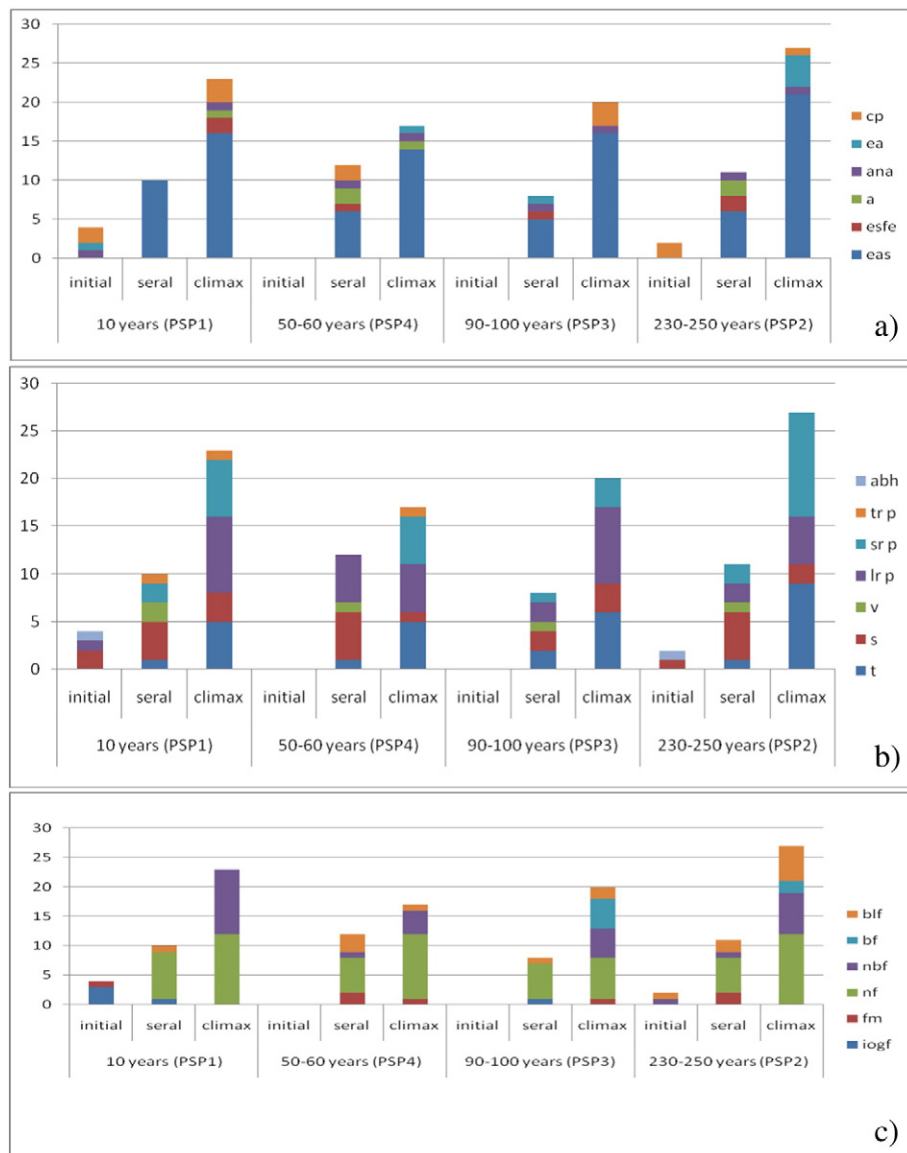 30
25
20
15
10
5
0
initial seral climax initial seral climax initial seral climax initial seral climax
10 years (PSP1) 50-60 years (PSP4) 90-100 years (PSP3) 230-250 years (PSP2)
cp
ea
ana
a
esfe
eas
a)
30
25
20
15
10
5
0
initial seral climax initial seral climax initial seral climax initial seral climax
10 years (PSP1) 50-60 years (PSP4) 90-100 years (PSP3) 230-250 years (PSP2)
abh
tr p
sr p
lr p
v
s
t
b)
30
25
20
15
10
5
0
initial seral climax initial seral climax initial seral climax initial seral climax
10 years (PSP1) 50-60 years (PSP4) 90-100 years (PSP3) 230-250 years (PSP2)
blf
bf
nbf
nf
fm
iogf
c)